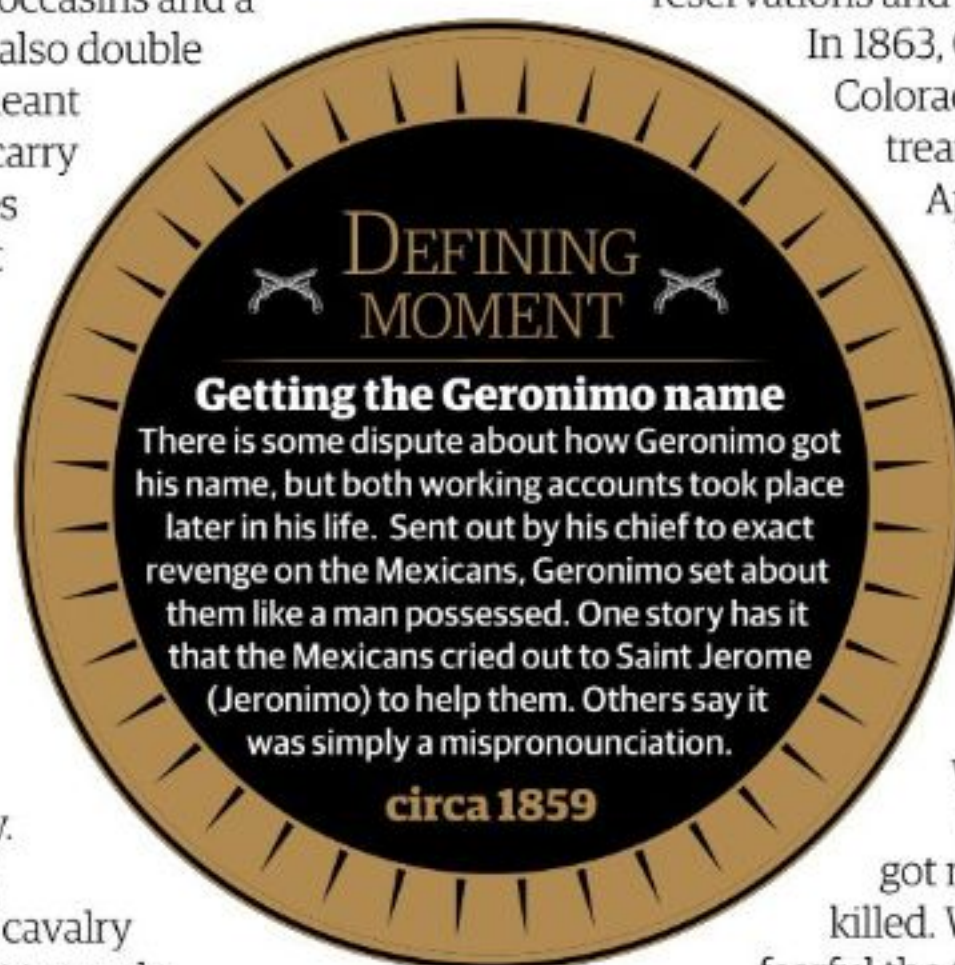 also double
carry
cavalry
DEFINING
MOMENT
Getting the Geronimo name
There is some dispute about how Geronimo got
his name, but both working accounts took place
later in his life. Sent out by his chief to exact
revenge on the Mexicans, Geronimo set about
them like a man possessed. One story has it
that the Mexicans cried out to Saint Jerome
(Jeronimo) to help them. Others say it
was simply a mispronounciation.
circa 1859
In 1863,
got
killed.